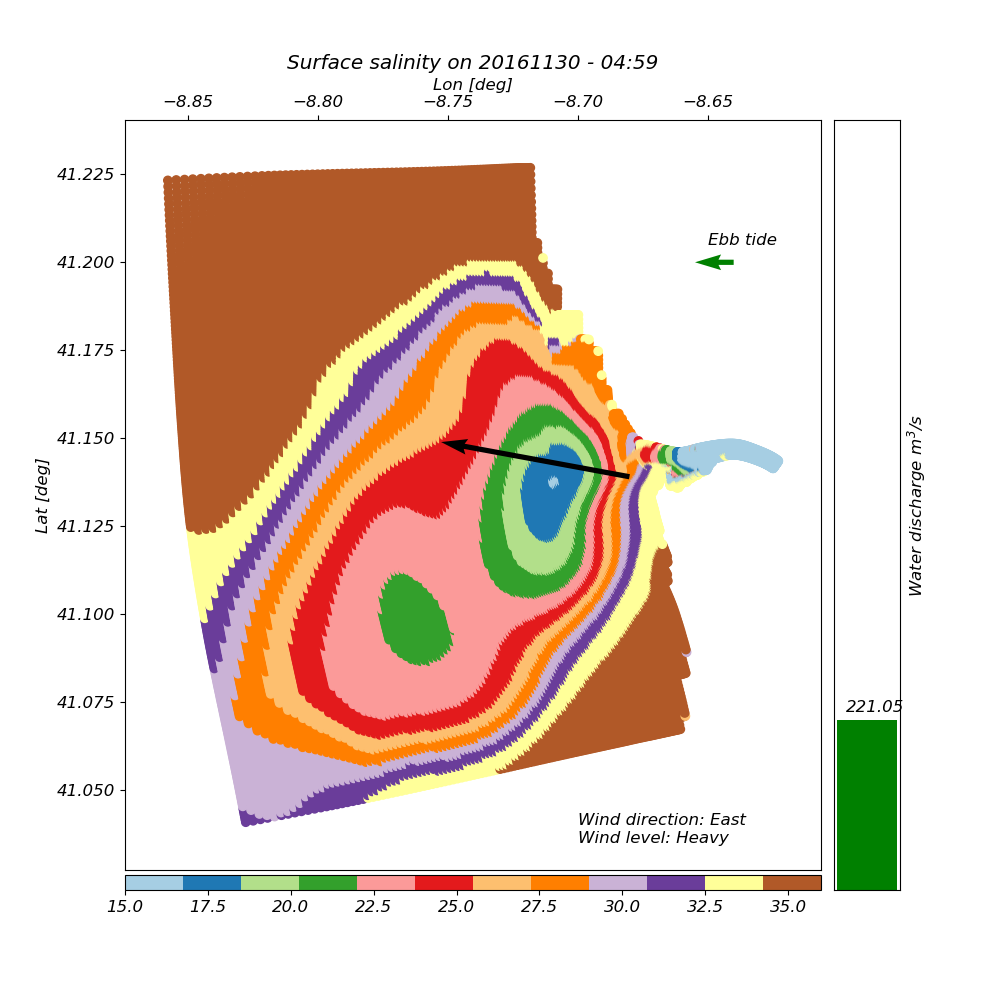 Surface salinity on 20161130 - 04:59
Lon [deg]
−8.85 −8.80 −8.75 −8.70 −8.65
41.225
Ebb tide
41.200
41.175
41.150
Lat [deg]
41.125
41.100
41.075
41.050
Wind direction: East
Wind level: Heavy
15.0 17.5 20.0 22.5 25.0 27.5 30.0 32.5 35.0
Water discharge m³/s
221.05